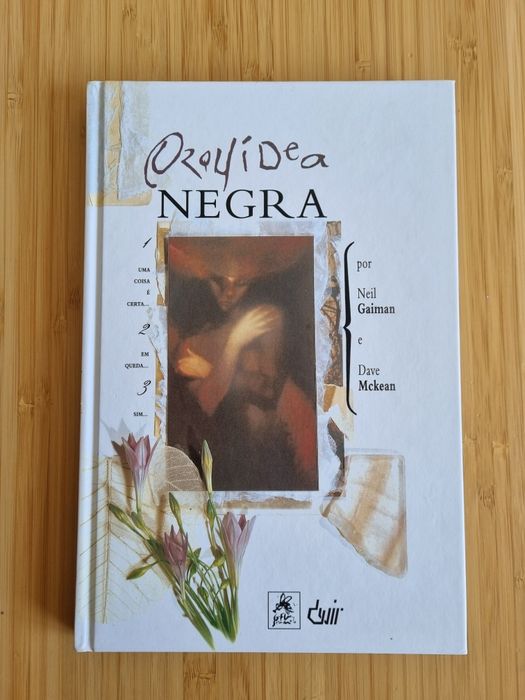 Orquídea
NEGRA
1
UMA
COISA
É
CERTA...
2
EM
QUEDA...
3
SIM...
por
Neil
Gaiman
e
Dave
Mckean